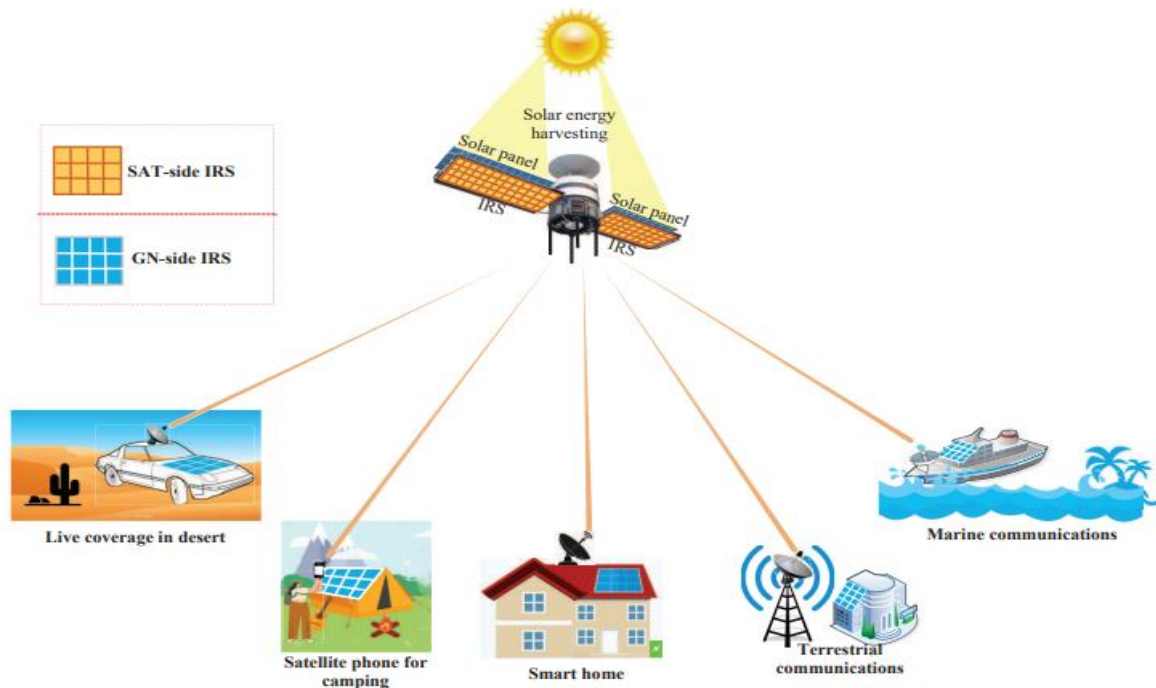 Solar energy
harvesting
Solar panel
IRS
Solar panel
IRS
SAT-side IRS
GN-side IRS
Live coverage in desert
Satellite phone for
camping
Smart home
Terrestrial
communications
Marine communications